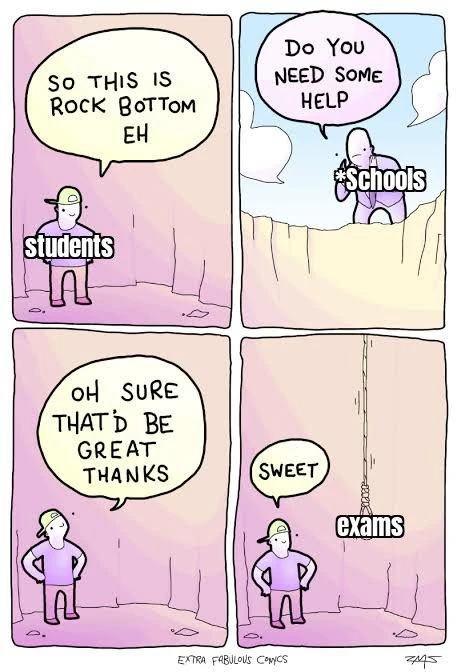 SO THIS IS
ROCK BOTTOM
EH
students
DO YOU
NEED SOME
HELP
*Schools
OH SURE
THAT'D BE
GREAT
THANKS
SWEET
exams
EXTRA FABULOUS COMICS